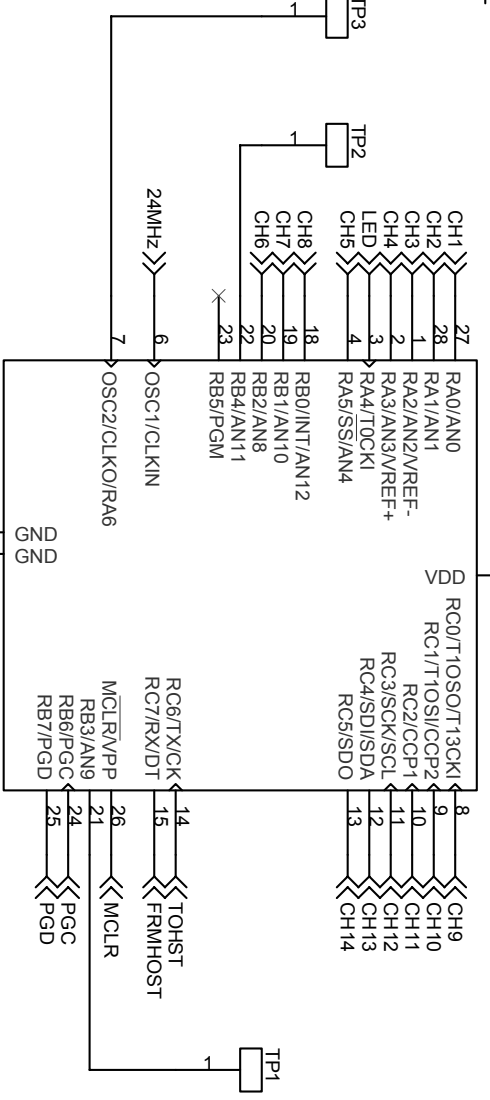 TP3
1
TP2
1
24MHz
CH6
CH7
CH8
CH5
LED
CH4
CH3
CH2
CH1
7
6
23
22
20
19
18
4
3
2
1
28
27
OSC2/CLKO/RA6
OSC1/CLKIN
RB5/PGM
RB4/AN11
RB2/AN8
RB1/AN10
RB0/INT/AN12
RA5/SS/AN4
RA4/T0CKI
RA3/AN3/VREF+
RA2/AN2/VREF-
RA1/AN1
RA0/AN0
GND
GND
VDD
RB7/PGD
RB6/PGC
RB3/AN9
MCLR/VPP
RC7/RX/DT
RC6/TX/CK
RC5/SDO
RC4/SDI/SDA
RC3/SCK/SCL
RC2/CCP1
RC1/T1OSI/CCP2
RC0/T1OSO/T13CKI
25
24
21
26
15
14
13
12
11
10
9
8
PGD
PGC
MCLR
FRMHOST
TOHST
CH14
CH13
CH12
CH11
CH10
CH9
TP1
1